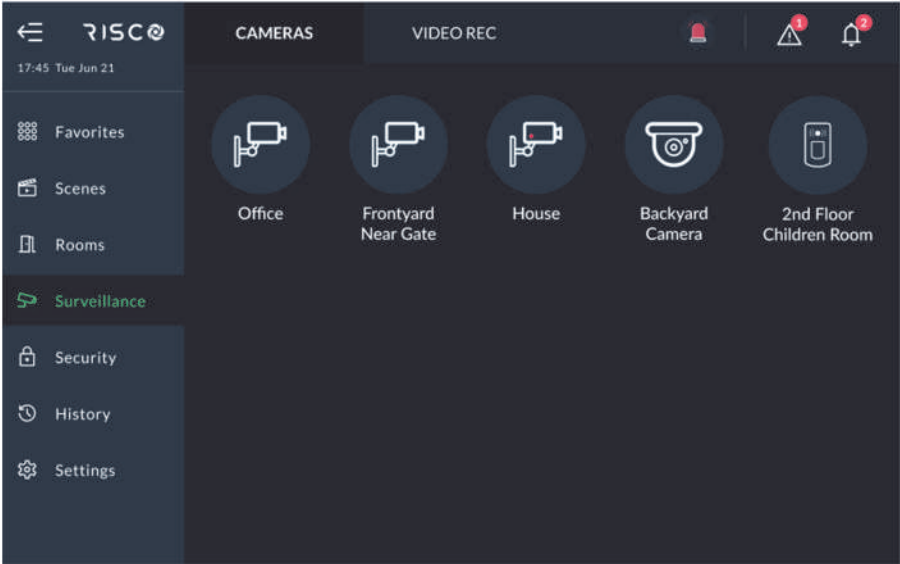 RISCO
CAMERAS
VIDEO REC
1
2
17:45 Tue Jun 21
Favorites
Scenes
Rooms
Surveillance
Security
History
Settings
Office
Frontyard
Near Gate
House
Backyard
Camera
2nd Floor
Children Room